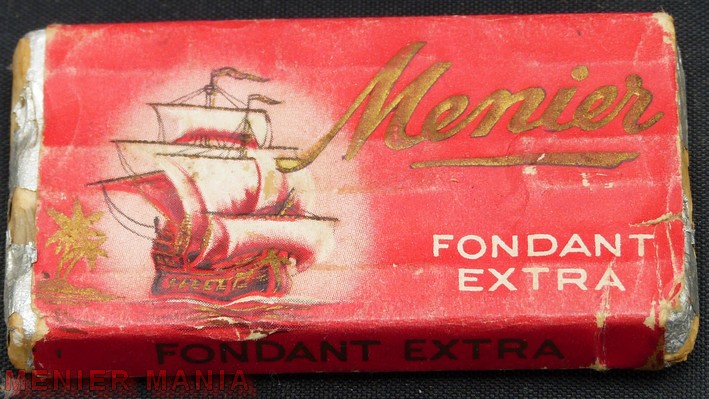 Menier
FONDANT
EXTRA
FONDANT EXTRA
MENIER MANIA